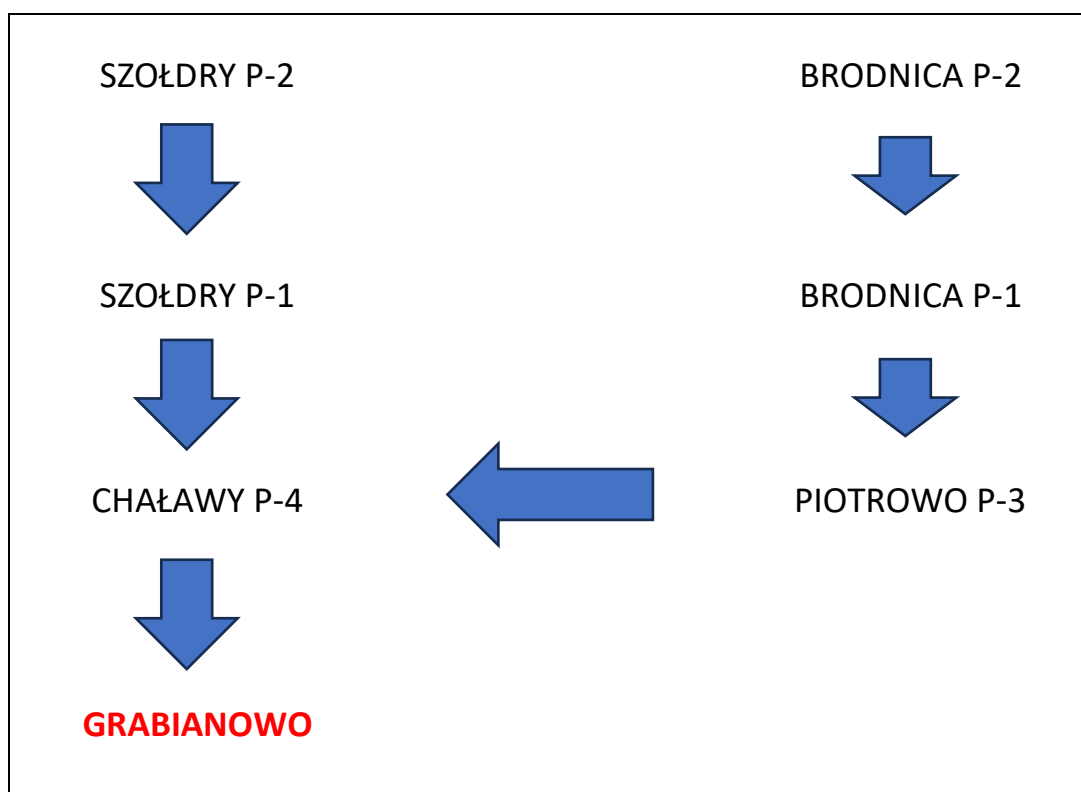 SZOŁDRY P-2
BRODNICA P-2
SZOŁDRY P-1
BRODNICA P-1
CHAŁAWY P-4
PIOTROWO P-3
GRABIANOWO